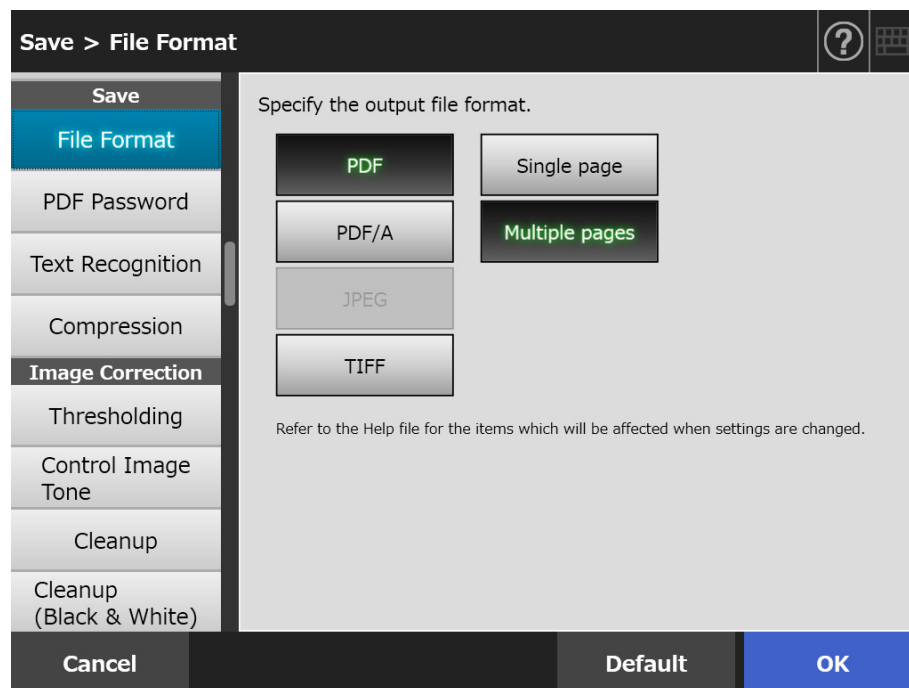 Save > File Format
?
Save
File Format
PDF Password
Text Recognition
Compression
Image Correction
Thresholding
Control Image
Tone
Cleanup
Cleanup
(Black & White)
Specify the output file format.
PDF
Single page
PDF/A
Multiple pages
JPEG
TIFF
Refer to the Help file for the items which will be affected when settings are changed.
Cancel
Default
OK